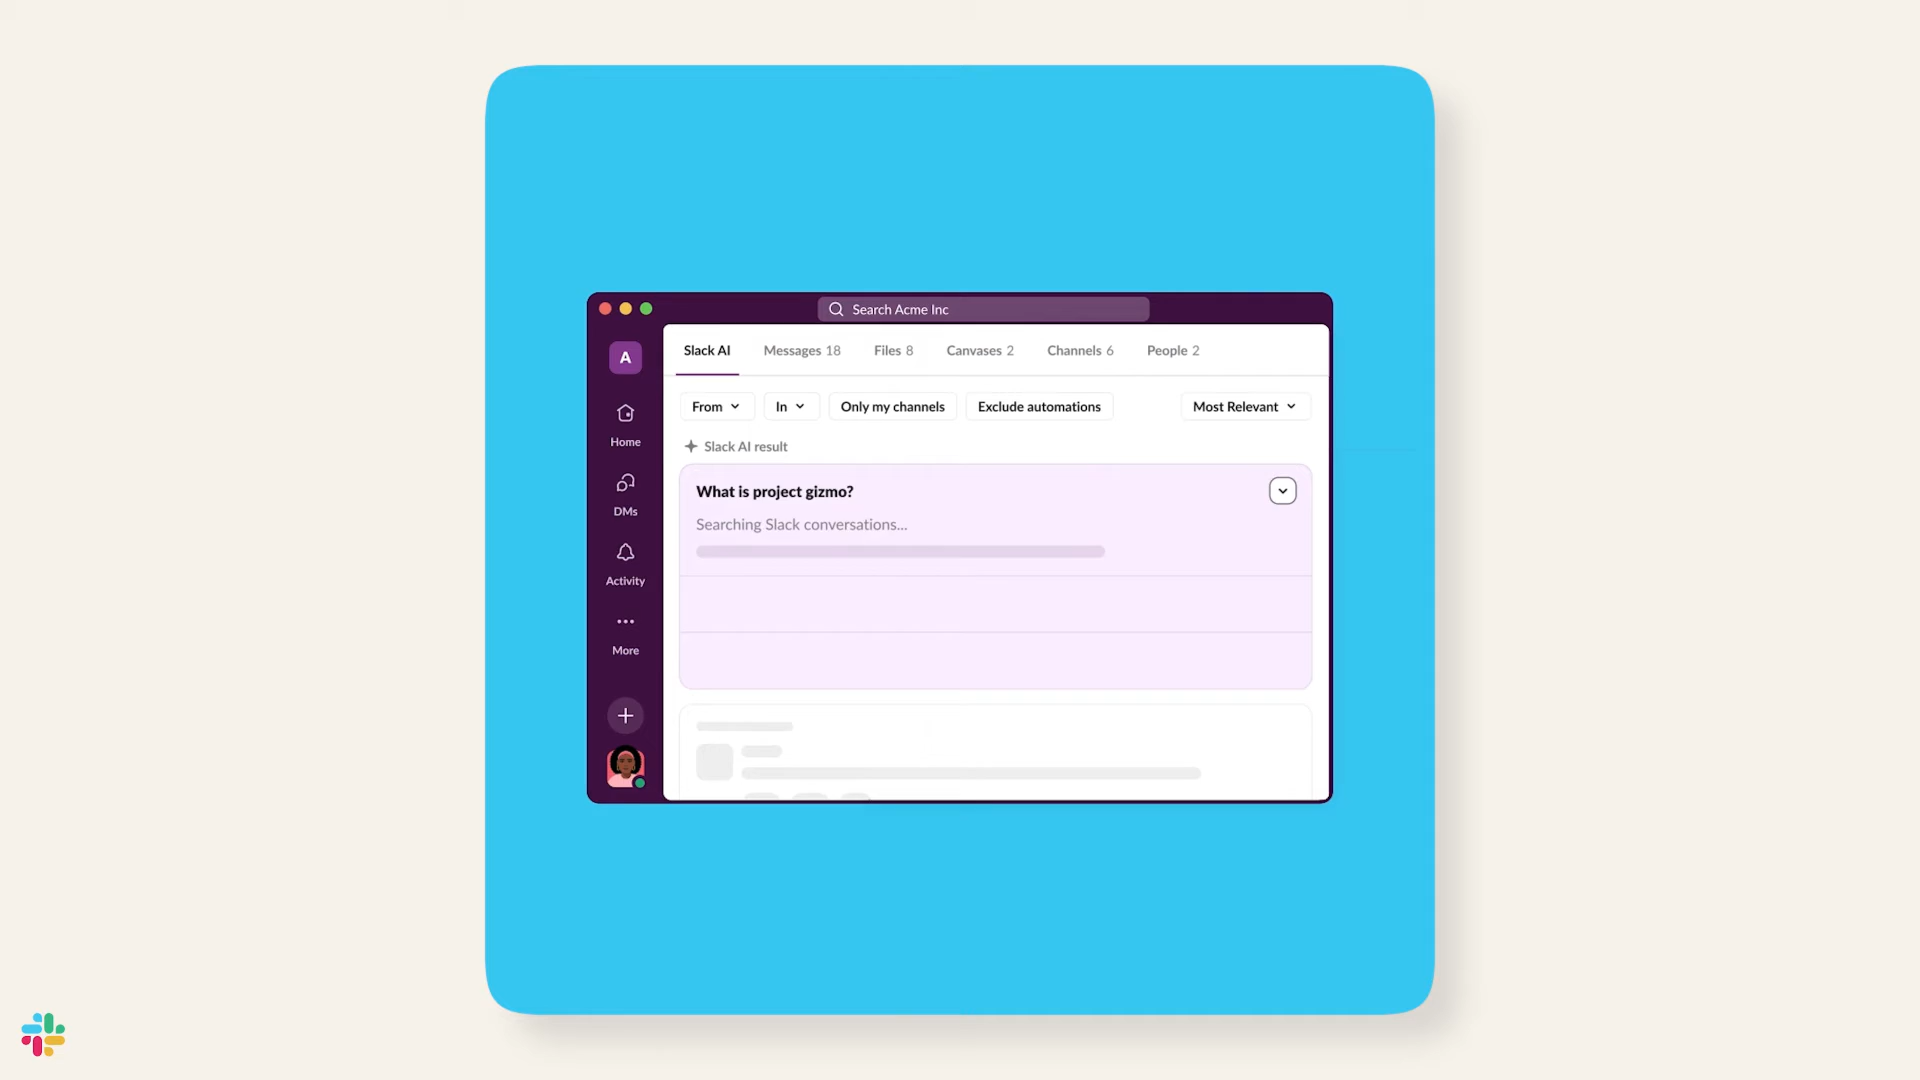 Search Acme Inc
A
Home
DMs
Activity
More
Slack AI Messages 18 Files 8 Canvases 2 Channels 6 People 2
From In Only my channels Exclude automations Most Relevant
Slack AI result
What is project gizmo?
Searching Slack conversations...